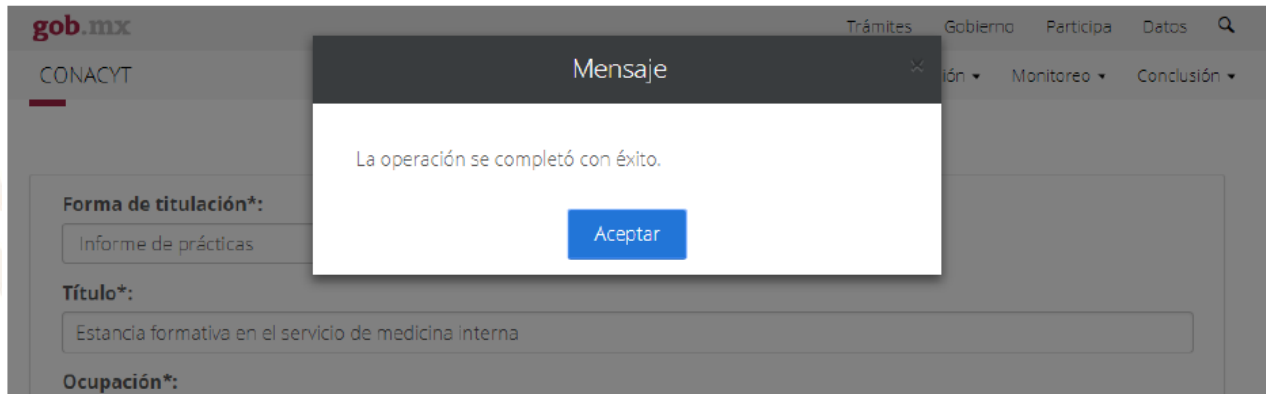 gob.mx
Trámites Gobierno Participa Datos
CONACYT
Mensaje
ión Monitoreo Conclusión
La operación se completó con éxito.
Aceptar
Forma de titulación*:
Informe de prácticas
Título*:
Estancia formativa en el servicio de medicina interna
Ocupación*: